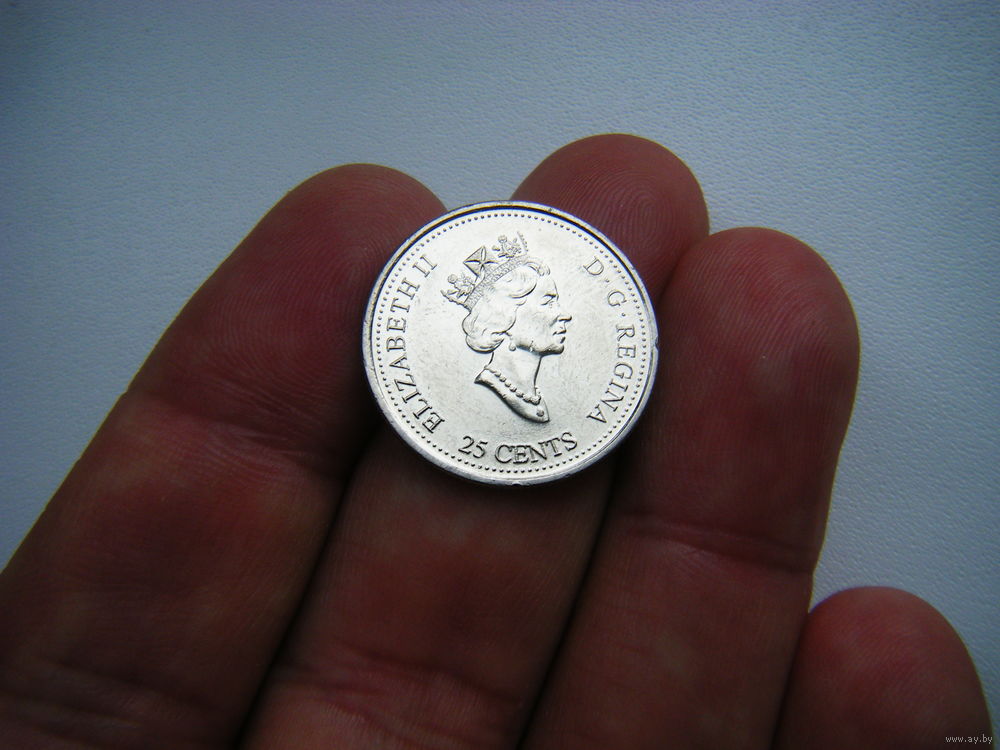 ELIZABETH II
D·G·REGINA
25 CENTS
www.ay.by